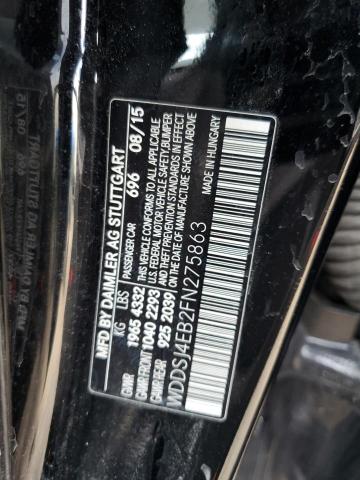 MFD BY DAIMLER AG STUTTGART
PASSENGER CAR 696 08/15
KG LBS
GVWR 1965 4332 THIS VEHICLE CONFORMS TO ALL APPLICABLE
GAWR FRONT 1040 2293 U.S. FEDERAL MOTOR VEHICLE SAFETY, BUMPER
GAWR REAR 925 2039 AND THEFT PREVENTION STANDARDS IN EFFECT
ON THE DATE OF MANUFACTURE SHOWN ABOVE
WDDSJ4EB2FN275863 MADE IN HUNGARY